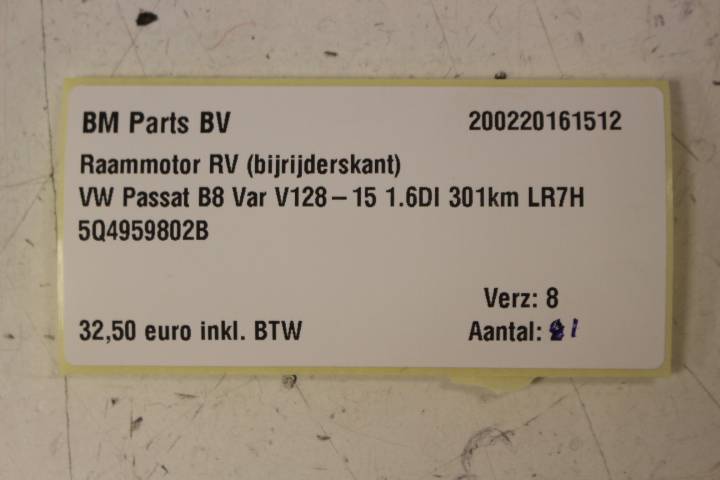 BM Parts BV 200220161512
Raammotor RV (bijrijderskant)
VW Passat B8 Var V128-15 1.6DI 301km LR7H
5Q4959802B
Verz: 8
32,50 euro inkl. BTW Aantal: 1